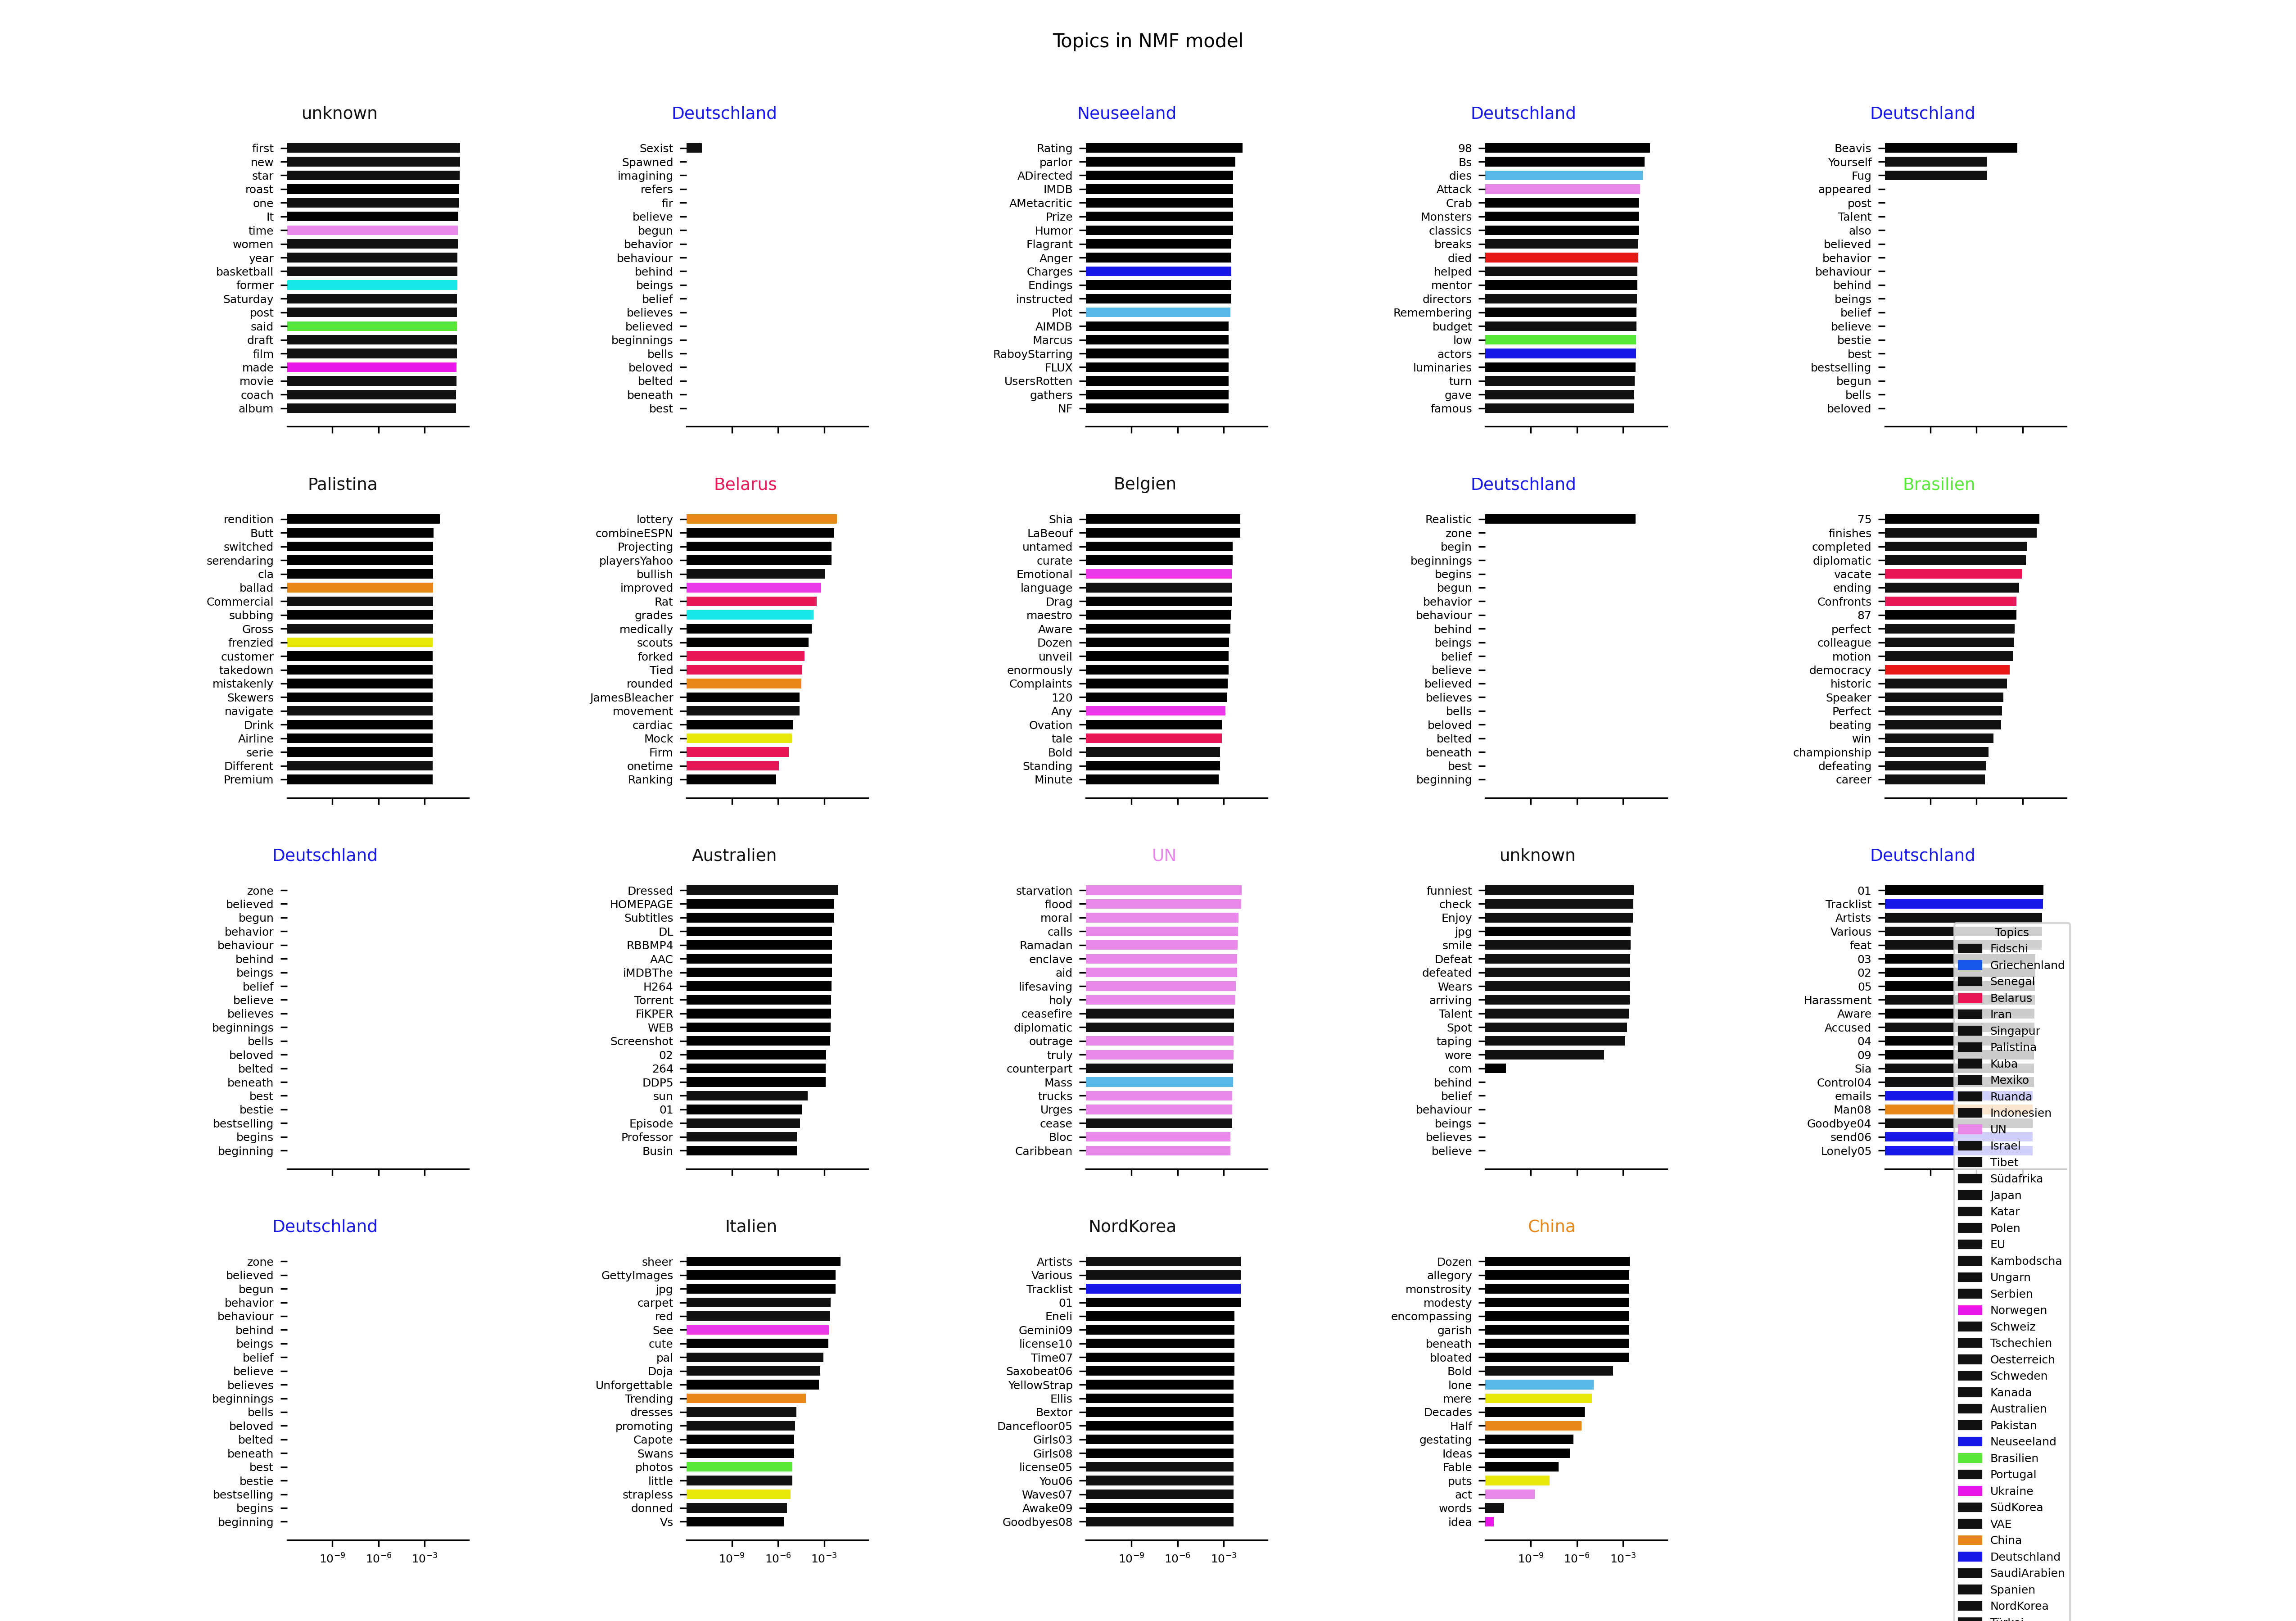 Topics in NMF model
unknown
first
new
star
roast
one
It
time
women
year
basketball
former
Saturday
post
said
draft
film
made
movie
coach
album
Deutschland
Sexist
Spawned
imagining
refers
fir
believe
begun
behavior
behaviour
behind
beings
belief
believes
believed
beginnings
bells
beloved
belted
beneath
best
Neuseeland
Rating
parlor
ADirected
IMDB
AMetacritic
Prize
Humor
Flagrant
Anger
Charges
Endings
instructed
Plot
AIMDB
Marcus
RaboyStarring
FLUX
UsersRotten
gathers
NF
Deutschland
98
Bs
dies
Attack
Crab
Monsters
classics
breaks
died
helped
mentor
directors
Remembering
budget
low
actors
luminaries
turn
gave
famous
Deutschland
Beavis
Yourself
Fug
appeared
post
Talent
also
believed
behavior
behaviour
behind
beings
belief
believe
bestie
best
bestselling
begun
bells
beloved
Palistina
rendition
Butt
switched
serendaring
cla
ballad
Commercial
subbing
Gross
frenzied
customer
takedown
mistakenly
Skewers
navigate
Drink
Airline
serie
Different
Premium
Belarus
lottery
combineESPN
Projecting
playersYahoo
bullish
improved
Rat
grades
medically
scouts
forked
Tied
rounded
JamesBleacher
movement
cardiac
Mock
Firm
onetime
Ranking
Belgien
Shia
LaBeouf
untamed
curate
Emotional
language
Drag
maestro
Aware
Dozen
unveil
enormously
Complaints
120
Any
Ovation
tale
Bold
Standing
Minute
Deutschland
Realistic
zone
begin
beginnings
begins
begun
behavior
behaviour
behind
beings
belief
believe
believed
believes
bells
beloved
belted
beneath
best
beginning
Brasilien
75
finishes
completed
diplomatic
vacate
ending
Confronts
87
perfect
colleague
motion
democracy
historic
Speaker
Perfect
beating
win
championship
defeating
career
Deutschland
zone
believed
begun
behavior
behaviour
behind
beings
belief
believe
believes
beginnings
bells
beloved
belted
beneath
best
bestie
bestselling
begins
beginning
Australien
Dressed
HOMEPAGE
Subtitles
DL
RBBMP4
AAC
iMDBThe
H264
Torrent
FiKPER
WEB
Screenshot
02
264
DDP5
sun
01
Episode
Professor
Busin
UN
starvation
flood
moral
calls
Ramadan
enclave
aid
lifesaving
holy
ceasefire
diplomatic
outrage
truly
counterpart
Mass
trucks
Urges
cease
Bloc
Caribbean
unknown
funniest
check
Enjoy
jpg
smile
Defeat
defeated
Wears
arriving
Talent
Spot
taping
wore
com
behind
belief
behaviour
beings
believes
believe
Deutschland
01
Tracklist
Artists
Various
feat
03
02
05
Harassment
Aware
Accused
04
09
Sia
Control04
emails
Man08
Goodbye04
send06
Lonely05
Deutschland
zone
believed
begun
behavior
behaviour
behind
beings
belief
believe
believes
beginnings
bells
beloved
belted
beneath
best
bestie
bestselling
begins
beginning
10⁻⁹ 10⁻⁶ 10⁻³
Italien
sheer
GettyImages
jpg
carpet
red
See
cute
pal
Doja
Unforgettable
Trending
dresses
promoting
Capote
Swans
photos
little
strapless
donned
Vs
10⁻⁹ 10⁻⁶ 10⁻³
NordKorea
Artists
Various
Tracklist
01
Eneli
Gemini09
license10
Time07
Saxobeat06
YellowStrap
Ellis
Bextor
Dancefloor05
Girls03
Girls08
license05
You06
Waves07
Awake09
Goodbyes08
10⁻⁹ 10⁻⁶ 10⁻³
China
Dozen
allegory
monstrosity
modesty
encompassing
garish
beneath
bloated
Bold
lone
mere
Decades
Half
gestating
Ideas
Fable
puts
act
words
idea
10⁻⁹ 10⁻⁶ 10⁻³
Topics
Fidschi
Griechenland
Senegal
Belarus
Iran
Singapur
Palistina
Kuba
Mexiko
Ruanda
Indonesien
UN
Israel
Tibet
Südafrika
Japan
Katar
Polen
EU
Kambodscha
Ungarn
Serbien
Norwegen
Schweiz
Tschechien
Oesterreich
Schweden
Kanada
Australien
Pakistan
Neuseeland
Brasilien
Portugal
Ukraine
SüdKorea
VAE
China
Deutschland
SaudiArabien
Spanien
NordKorea